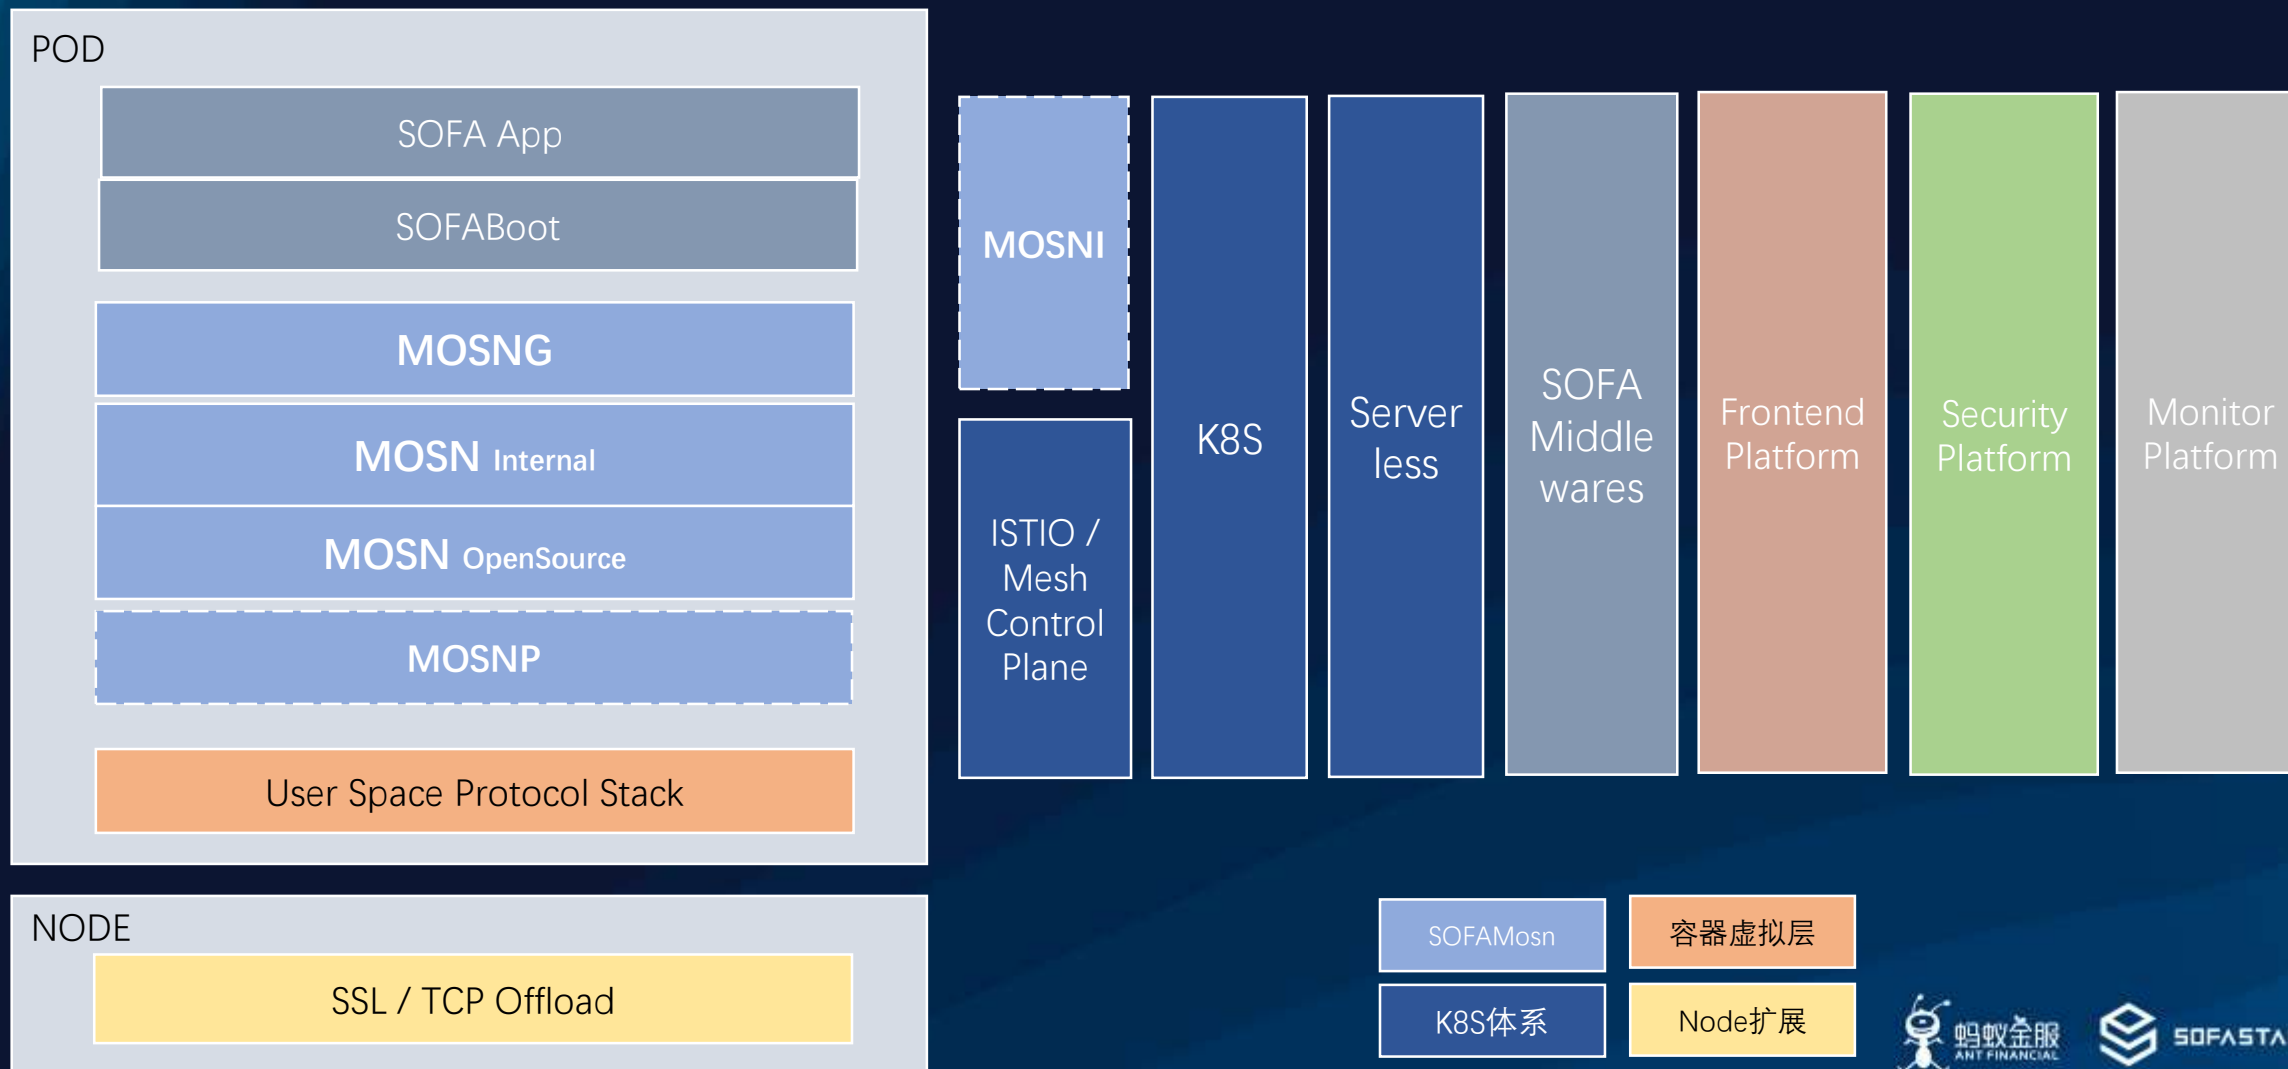 POD
SOFA App
SOFABoot
MOSNG
MOSN Internal
MOSN OpenSource
MOSNP
User Space Protocol Stack
NODE
SSL / TCP Offload
MOSNI
ISTIO /
Mesh
Control
Plane
K8S
Server
less
SOFA
Middle
wares
Frontend
Platform
Security
Platform
Monitor
Platform
SOFAMosn
容器虚拟层
K8S体系
Node扩展
蚂蚁金服
ANT FINANCIAL
SOFASTA